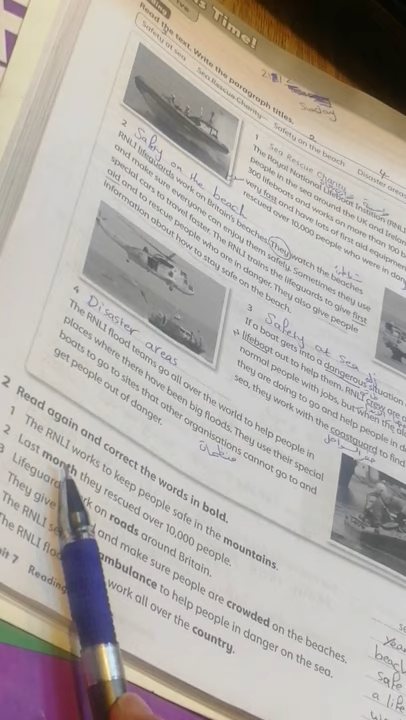 s Time!
Read the text. Write the paragraph titles.
Safety at sea Sea Rescue Charity Safety on the beach Disaster areas
Sunday
1 Sea Rescue Charity
The Royal National Lifeboat Institution (RNLI)
people in the sea around the UK and Ireland
300 lifeboats and works on more than 100 b
very fast and have lots of first aid equipment
rescued over 10,000 people who were in dan
2 Safety on the beach
RNLI lifeguards work on Britain's beaches. They watch the beaches
and make sure everyone can enjoy them safely. Sometimes they use
special cars to travel faster. The RNLI trains the lifeguards to give first
aid and to rescue people who are in danger. They also give people
information about how to stay safe on the beach.
3 Safety at sea
If a boat gets into a dangerous situation
lifeboat out to help them. RNLI crew are
normal people with jobs, but when the
they are doing to go and help people in d
sea, they work with the coastguard to find
4 Disaster areas
The RNLI flood teams go all over the world to help people in
places where there have been big floods. They use their special
boats to go to sites that other organisations cannot go to and
get people out of danger.
2 Read again and correct the words in bold.
1 The RNLI works to keep people safe in the mountains.
2 Last month they rescued over 10,000 people.
3 Lifeguards work on roads around Britain.
They give and make sure people are crowded on the beaches.
The RNLI ambulance to help people in danger on the sea.
The RNLI work all over the country.
Unit 7 Reading
year
beach
safe
a life